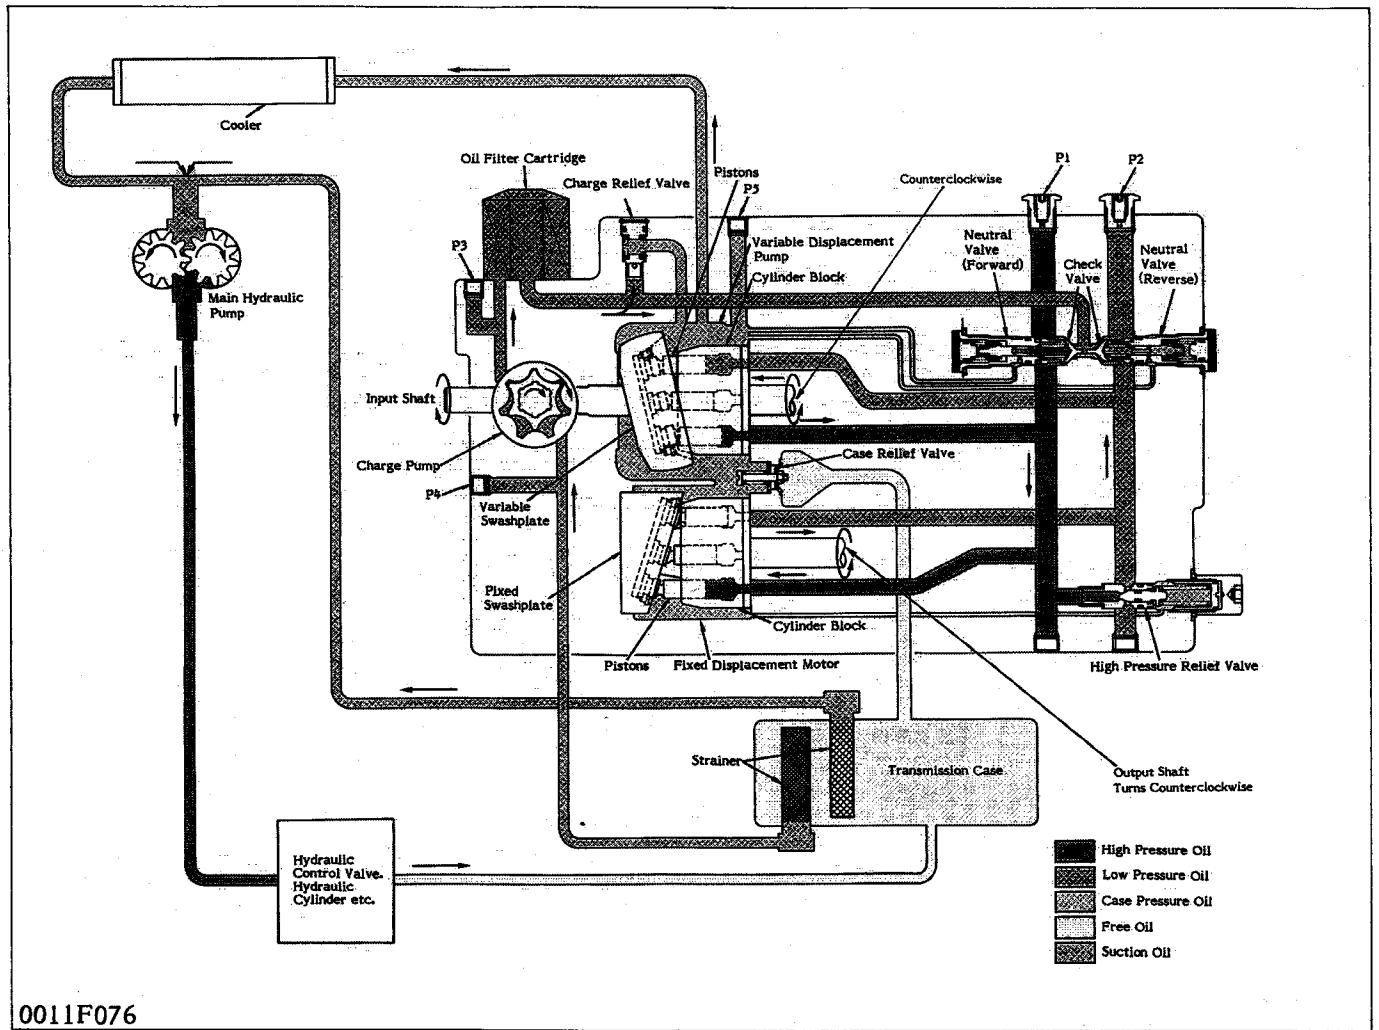 Cooler
Oil Filter Cartridge
Charge Relief Valve
Pistons
P5
Counterclockwise
P1
P2
P3
Variable Displacement
Pump
Cylinder Block
Neutral
Valve
(Forward)
Check
Valve
Neutral
Valve
(Reverse)
Main Hydraulic
Pump
Input Shaft
Charge Pump
P4
Variable
Swashplate
Case Relief Valve
Pixed
Swashplate
Cylinder Block
Pistons
Fixed Displacement Motor
High Pressure Relief Valve
Strainer
Transmission Case
Output Shaft
Turns Counterclockwise
Hydraulic
Control Valve.
Hydraulic
Cylinder etc.
High Pressure Oil
Low Pressure Oil
Case Pressure Oil
Free Oil
Suction Oil
0011F076